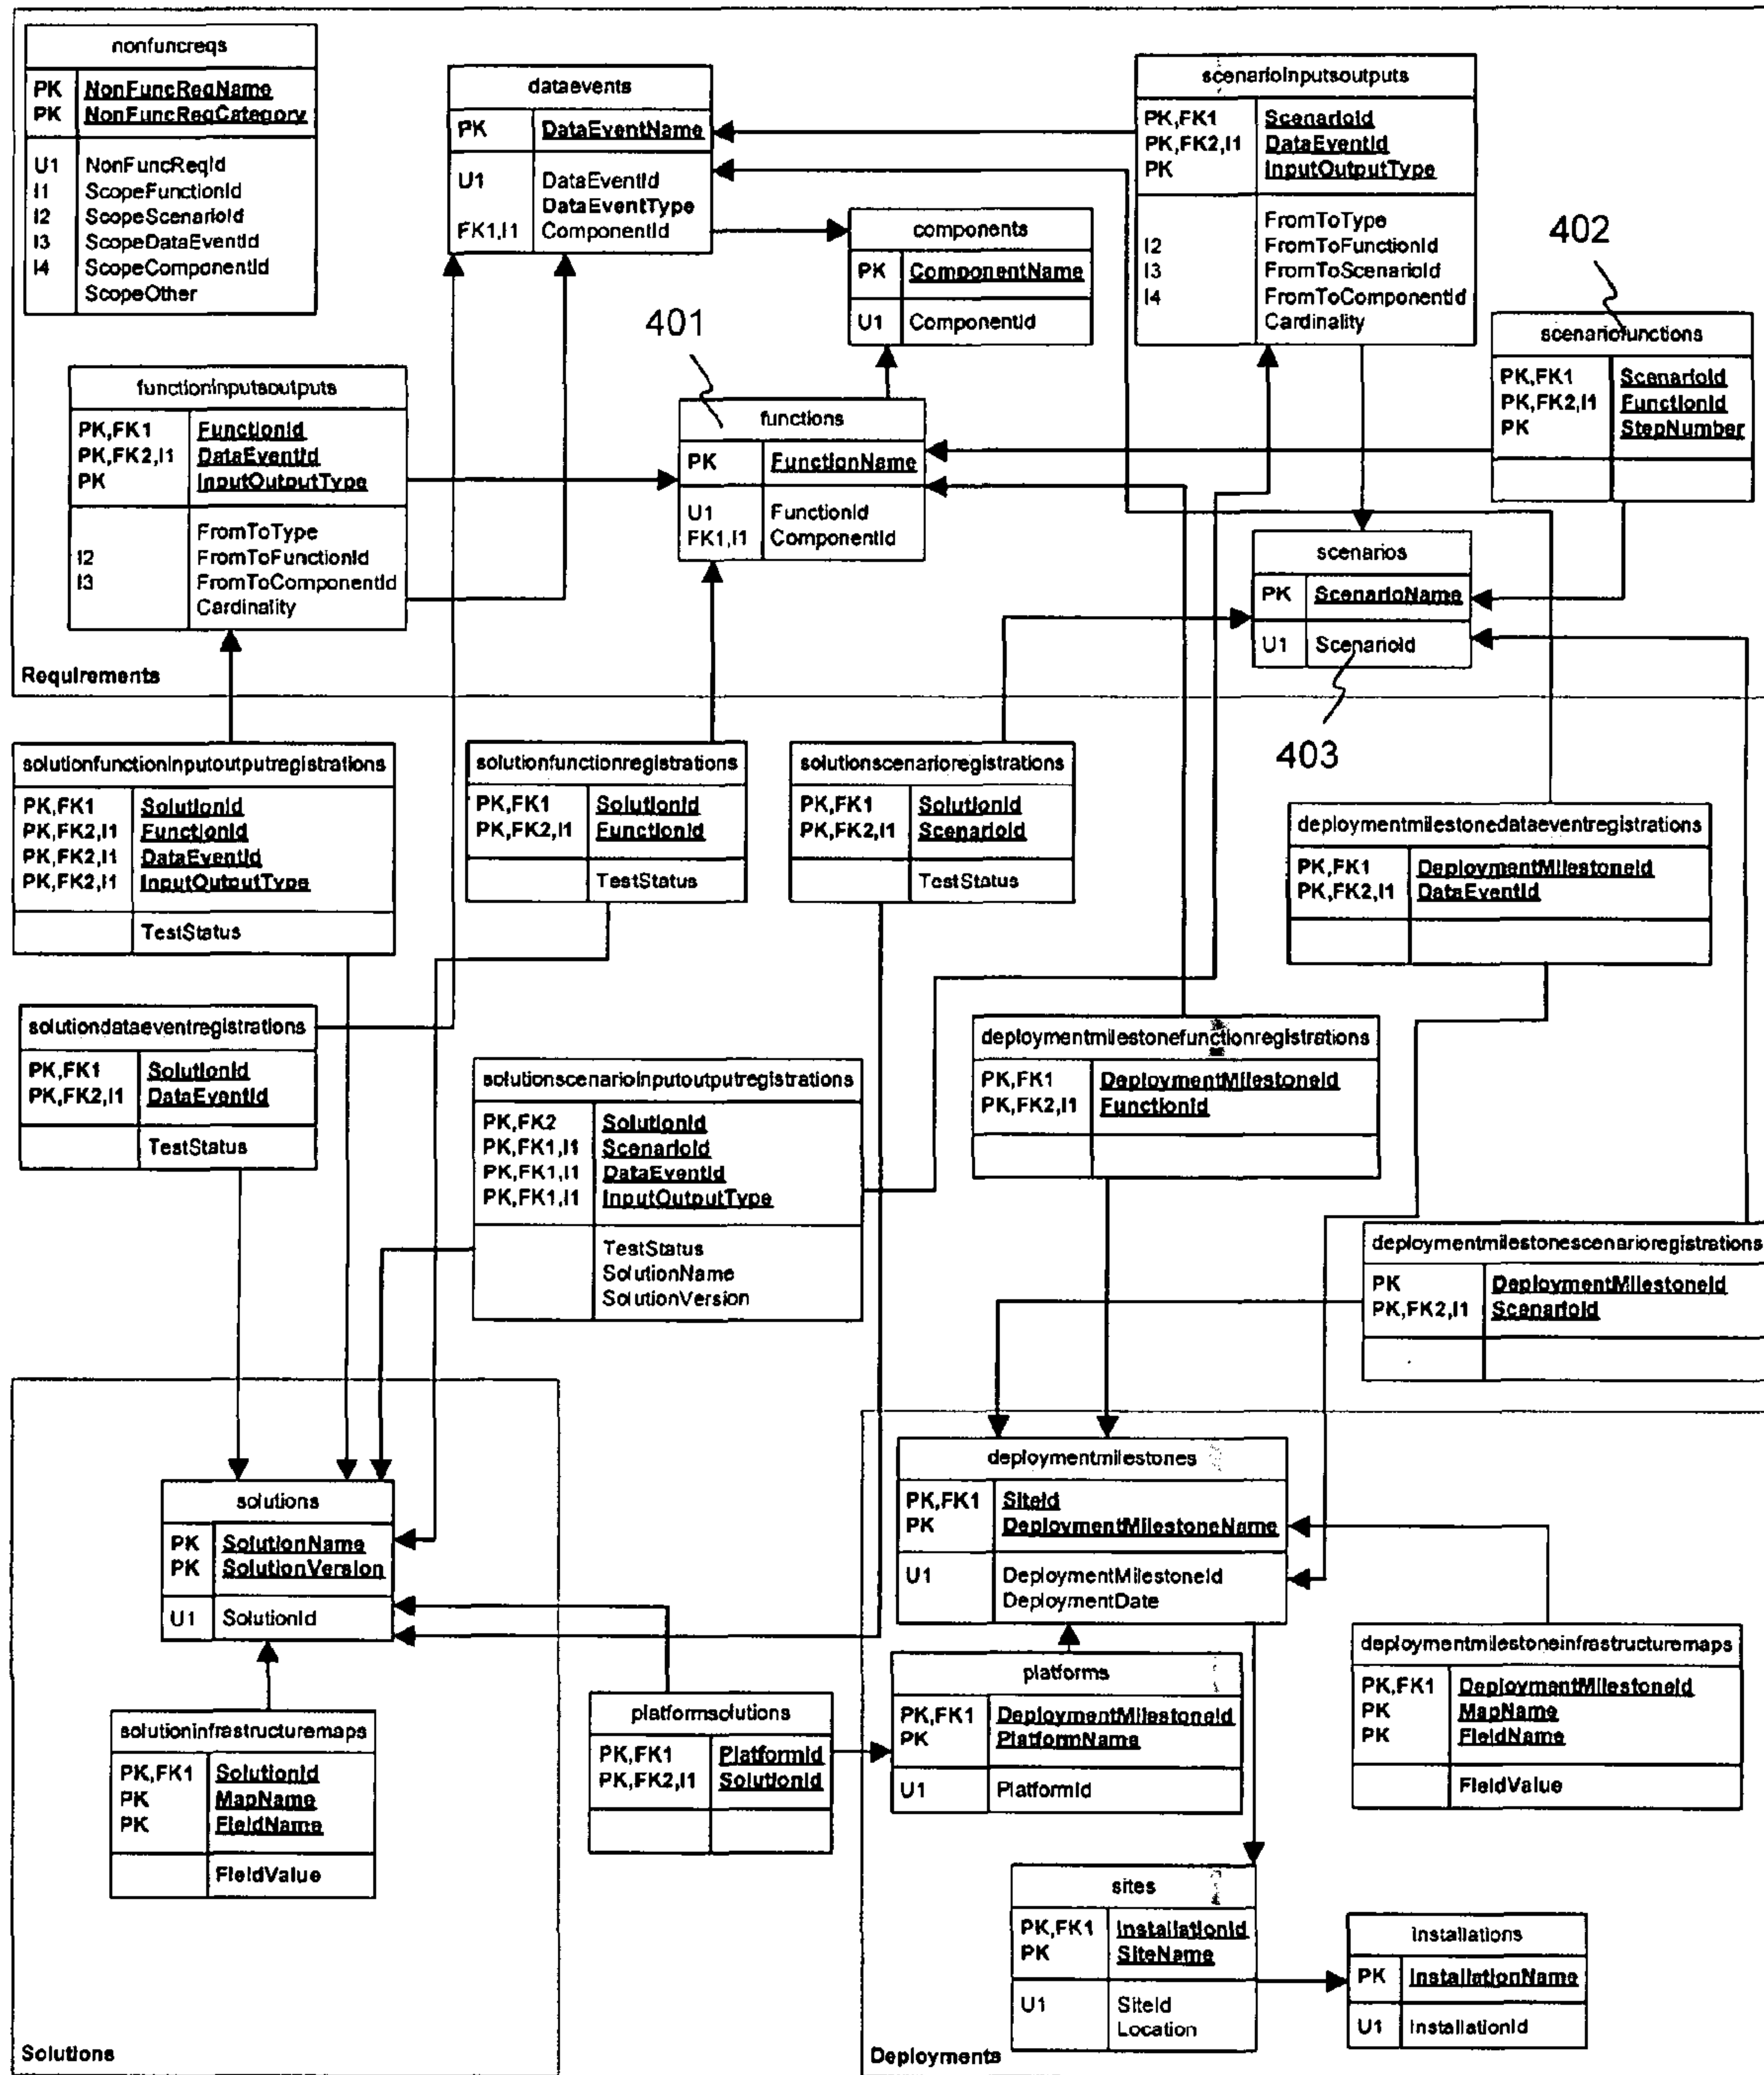 nonfuncreqs
PK NonFuncReqName
PK NonFuncReqCategory
U1 NonFuncReqId
I1 ScopeFunctionId
I2 ScopeScenarioId
I3 ScopeDataEventId
I4 ScopeComponentId
ScopeOther
dataevents
PK DataEventName
U1 DataEventId
DataEventType
FK1,I1 ComponentId
scenarioinputsoutputs
PK,FK1 ScenarioId
PK,FK2,I1 DataEventId
PK InputOutputType
FromToType
I2 FromToFunctionId
I3 FromToScenarioId
I4 FromToComponentId
Cardinality
components
PK ComponentName
U1 ComponentId
402
scenariofunctions
PK,FK1 ScenarioId
PK,FK2,I1 FunctionId
PK StepNumber
401
functions
PK FunctionName
U1 FunctionId
FK1,I1 ComponentId
functioninputsoutputs
PK,FK1 FunctionId
PK,FK2,I1 DataEventId
PK InputOutputType
FromToType
I2 FromToFunctionId
I3 FromToComponentId
Cardinality
scenarios
PK ScenarioName
U1 ScenarioId
403
Requirements
solutionfunctioninputoutputregistrations
PK,FK1 SolutionId
PK,FK2,I1 FunctionId
PK,FK2,I1 DataEventId
PK,FK2,I1 InputOutputType
TestStatus
solutionfunctionregistrations
PK,FK1 SolutionId
PK,FK2,I1 FunctionId
TestStatus
solutionscenarioregistrations
PK,FK1 SolutionId
PK,FK2,I1 ScenarioId
TestStatus
deploymentmilestonedataeventregistrations
PK,FK1 DeploymentMilestoneId
PK,FK2,I1 DataEventId
solutiondataeventregistrations
PK,FK1 SolutionId
PK,FK2,I1 DataEventId
TestStatus
solutionscenarioinputoutputregistrations
PK,FK2 SolutionId
PK,FK1,I1 ScenarioId
PK,FK1,I1 DataEventId
PK,FK1,I1 InputOutputType
TestStatus
SolutionName
SolutionVersion
deploymentmilestonefunctionregistrations
PK,FK1 DeploymentMilestoneId
PK,FK2,I1 FunctionId
deploymentmilestonescenarioregistrations
PK DeploymentMilestoneId
PK,FK2,I1 ScenarioId
solutions
PK SolutionName
PK SolutionVersion
U1 SolutionId
deploymentmilestones
PK,FK1 SiteId
PK DeploymentMilestoneName
U1 DeploymentMilestoneId
DeploymentDate
solutioninfrastructuremaps
PK,FK1 SolutionId
PK MapName
PK FieldName
FieldValue
platformsolutions
PK,FK1 PlatformId
PK,FK2,I1 SolutionId
platforms
PK,FK1 DeploymentMilestoneId
PK PlatformName
U1 PlatformId
deploymentmilestoneinfrastructuremaps
PK,FK1 DeploymentMilestoneId
PK MapName
PK FieldName
FieldValue
sites
PK,FK1 InstallationId
PK SiteName
U1 SiteId
Location
installations
PK InstallationName
U1 InstallationId
Solutions
Deployments